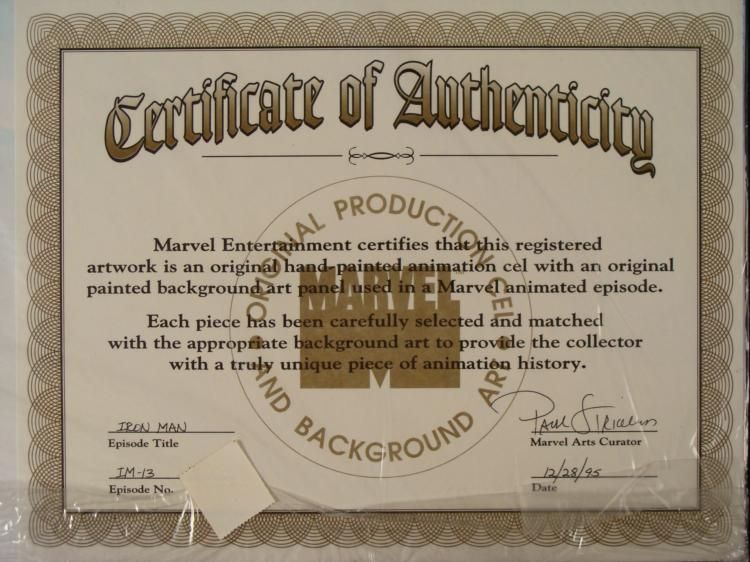 Certificate of Authenticity
ORIGINAL PRODUCTION CEL
Marvel Entertainment certifies that this registered
artwork is an original hand-painted animation cel with an original
painted background art panel used in a Marvel animated episode.
MARVEL
Each piece has been carefully selected and matched
with the appropriate background art to provide the collector
with a truly unique piece of animation history.
AND BACKGROUND ART
IRON MAN
Episode Title
Paul
Marvel Arts Curator
IM-13
Episode No.
12/28/95
Date